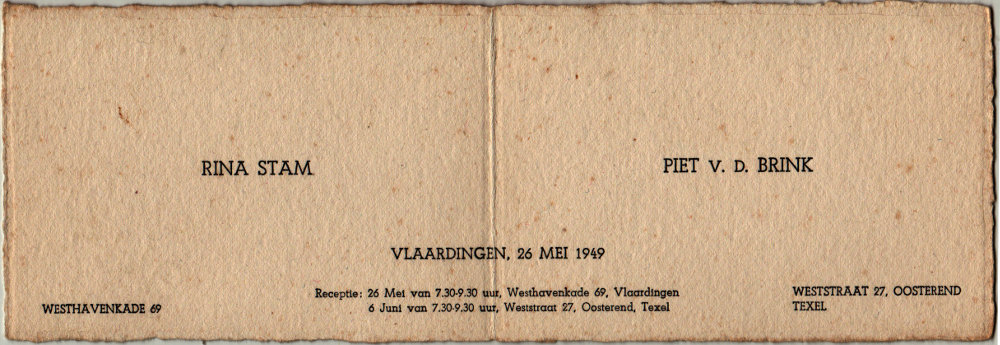 RINA STAM
PIET V. D. BRINK
VLAARDINGEN, 26 MEI 1949
Receptie: 26 Mei van 7.30-9.30 uur, Westhavenkade 69, Vlaardingen
6 Juni van 7.30-9.30 uur, Weststraat 27, Oosterend, Texel
WESTHAVENKADE 69
WESTSTRAAT 27, OOSTEREND
TEXEL